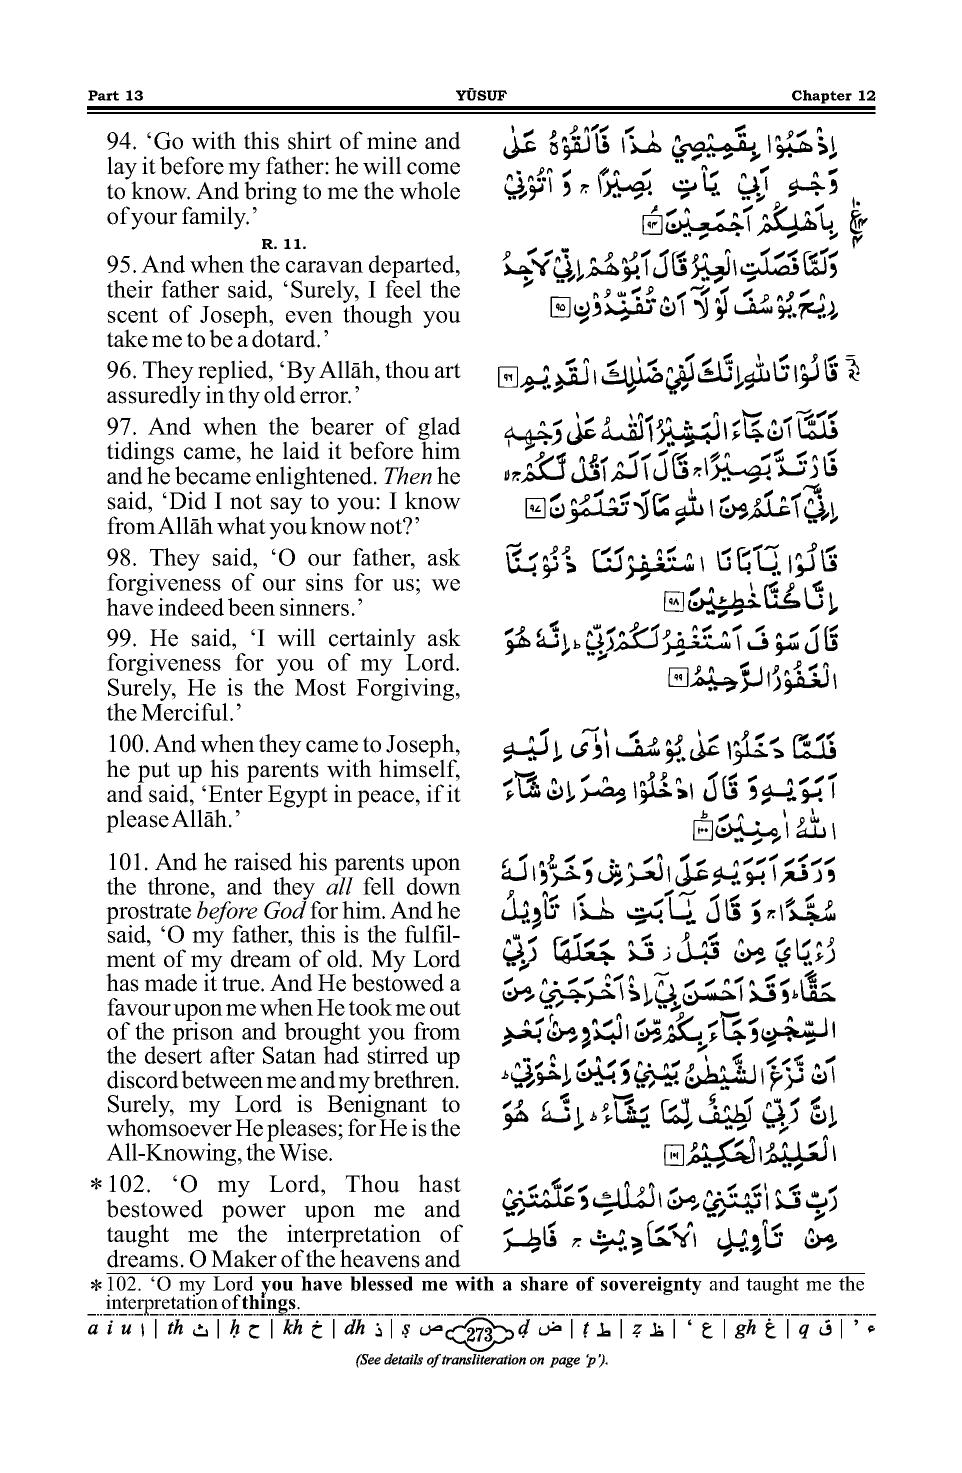 Part 13 YŪSUF Chapter 12
94. ‘Go with this shirt of mine and
lay it before my father: he will come
to know. And bring to me the whole
of your family.’
R. 11.
95. And when the caravan departed,
their father said, ‘Surely, I feel the
scent of Joseph, even though you
take me to be a dotard.’
96. They replied, ‘By Allāh, thou art
assuredly in thy old error.’
97. And when the bearer of glad
tidings came, he laid it before him
and he became enlightened. Then he
said, ‘Did I not say to you: I know
from Allāh what you know not?’
98. They said, ‘O our father, ask
forgiveness of our sins for us; we
have indeed been sinners.’
99. He said, ‘I will certainly ask
forgiveness for you of my Lord.
Surely, He is the Most Forgiving,
the Merciful.’
100. And when they came to Joseph,
he put up his parents with himself,
and said, ‘Enter Egypt in peace, if it
please Allāh.’
101. And he raised his parents upon
the throne, and they all fell down
prostrate before God for him. And he
said, ‘O my father, this is the fulfil-
ment of my dream of old. My Lord
has made it true. And He bestowed a
favour upon me when He took me out
of the prison and brought you from
the desert after Satan had stirred up
discord between me and my brethren.
Surely, my Lord is Benignant to
whomsoever He pleases; for He is the
All-Knowing, the Wise.
*102. ‘O my Lord, Thou hast
bestowed power upon me and
taught me the interpretation of
dreams. O Maker of the heavens and
اِذْهَبُوْا بِقَمِيْصِيْ هٰذَا فَاَلْقُوْهُ عَلٰى
وَجْهِ اَبِيْ يَاْتِ بَصِيْرًا ۚ وَ اْتُوْنِيْ
بِاَهْلِكُمْ اَجْمَعِيْنَ ﴿۹۴﴾
وَلَمَّا فَصَلَتِ الْعِيْرُ قَالَ اَبُوْهُمْ اِنِّيْ لَاَجِدُ
رِيْحَ يُوْسُفَ لَوْ لَاۤ اَنْ تُفَنِّدُوْنِ ﴿۹۵﴾
قَالُوْا تَاللّٰهِ اِنَّكَ لَفِيْ ضَلٰلِكَ الْقَدِيْمِ ﴿۹۶﴾
فَلَمَّاۤ اَنْ جَآءَ الْبَشِيْرُ اَلْقٰىهُ عَلٰى وَجْهِهٖ
فَارْتَدَّ بَصِيْرًا ۚ قَالَ اَلَمْ اَقُلْ لَّكُمْ ۚ
اِنِّيْۤ اَعْلَمُ مِنَ اللّٰهِ مَا لَا تَعْلَمُوْنَ ﴿۹۷﴾
قَالُوْا يٰۤاَبَانَا اسْتَغْفِرْ لَنَا ذُنُوْبَنَاۤ
اِنَّا كُنَّا خٰطِـِٕيْنَ ﴿۹۸﴾
قَالَ سَوْفَ اَسْتَغْفِرُ لَكُمْ رَبِّيْ ؕ اِنَّهٗ هُوَ
الْغَفُوْرُ الرَّحِيْمُ ﴿۹۹﴾
فَلَمَّا دَخَلُوْا عَلٰى يُوْسُفَ اٰوٰۤى اِلَيْهِ
اَبَوَيْهِ وَ قَالَ ادْخُلُوْا مِصْرَ اِنْ شَآءَ
اللّٰهُ اٰمِنِيْنَ ﴿۱۰۰﴾
وَرَفَعَ اَبَوَيْهِ عَلَى الْعَرْشِ وَخَرُّوْا لَهٗ
سُجَّدًا ۚ وَ قَالَ يٰۤاَبَتِ هٰذَا تَاْوِيْلُ
رُءْيَايَ مِنْ قَبْلُ ۫ قَدْ جَعَلَهَا رَبِّيْ
حَقًّا ؕ وَقَدْ اَحْسَنَ بِيْۤ اِذْ اَخْرَجَنِيْ مِنَ
السِّجْنِ وَجَآءَ بِكُمْ مِّنَ الْبَدْوِ مِنْۢ بَعْدِ
اَنْ نَّزَغَ الشَّيْطٰنُ بَيْنِيْ وَبَيْنَ اِخْوَتِيْ ؕ
اِنَّ رَبِّيْ لَطِيْفٌ لِّمَا يَشَآءُ ؕ اِنَّهٗ هُوَ
الْعَلِيْمُ الْحَكِيْمُ ﴿۱۰۱﴾
رَبِّ قَدْ اٰتَيْتَنِيْ مِنَ الْمُلْكِ وَعَلَّمْتَنِيْ
مِنْ تَاْوِيْلِ الْاَحَادِيْثِ ۚ فَاطِرَ
*102. ‘O my Lord you have blessed me with a share of sovereignty and taught me the
interpretation of things.
a i u ا | th ث | ḥ ح | kh خ | dh ذ | ṣ ص 273 ḍ ض | ṭ ط | ẓ ظ | ‘ ع | gh غ | q ق | ’ ء
(See details of transliteration on page ‘p’).